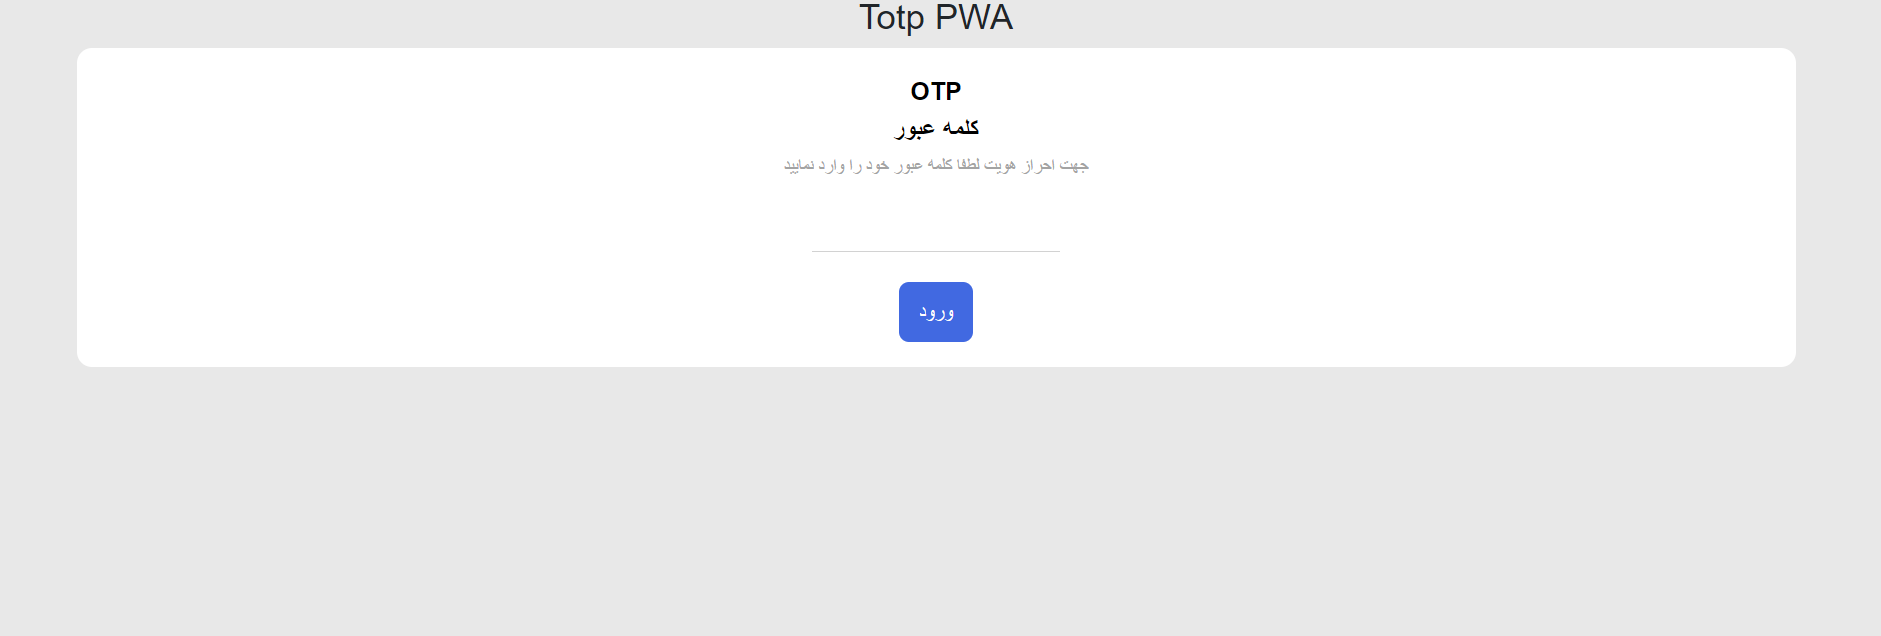 Totp PWA
OTP
کلمه عبور
جهت احراز هویت لطفا کلمه عبور خود را وارد نمایید
ورود